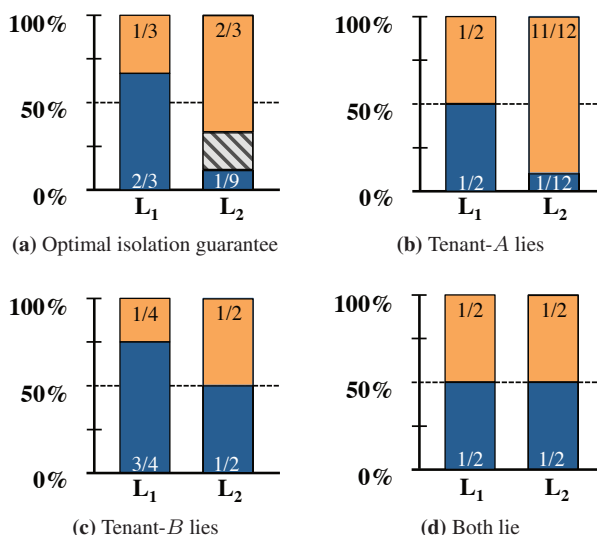 100%
1/3
2/3
50%
2/3
1/9
0%
L1
L2
(a) Optimal isolation guarantee
100%
1/2
11/12
50%
1/2
1/12
0%
L1
L2
(b) Tenant-A lies
100%
1/4
1/2
50%
3/4
1/2
0%
L1
L2
(c) Tenant-B lies
100%
1/2
1/2
50%
1/2
1/2
0%
L1
L2
(d) Both lie